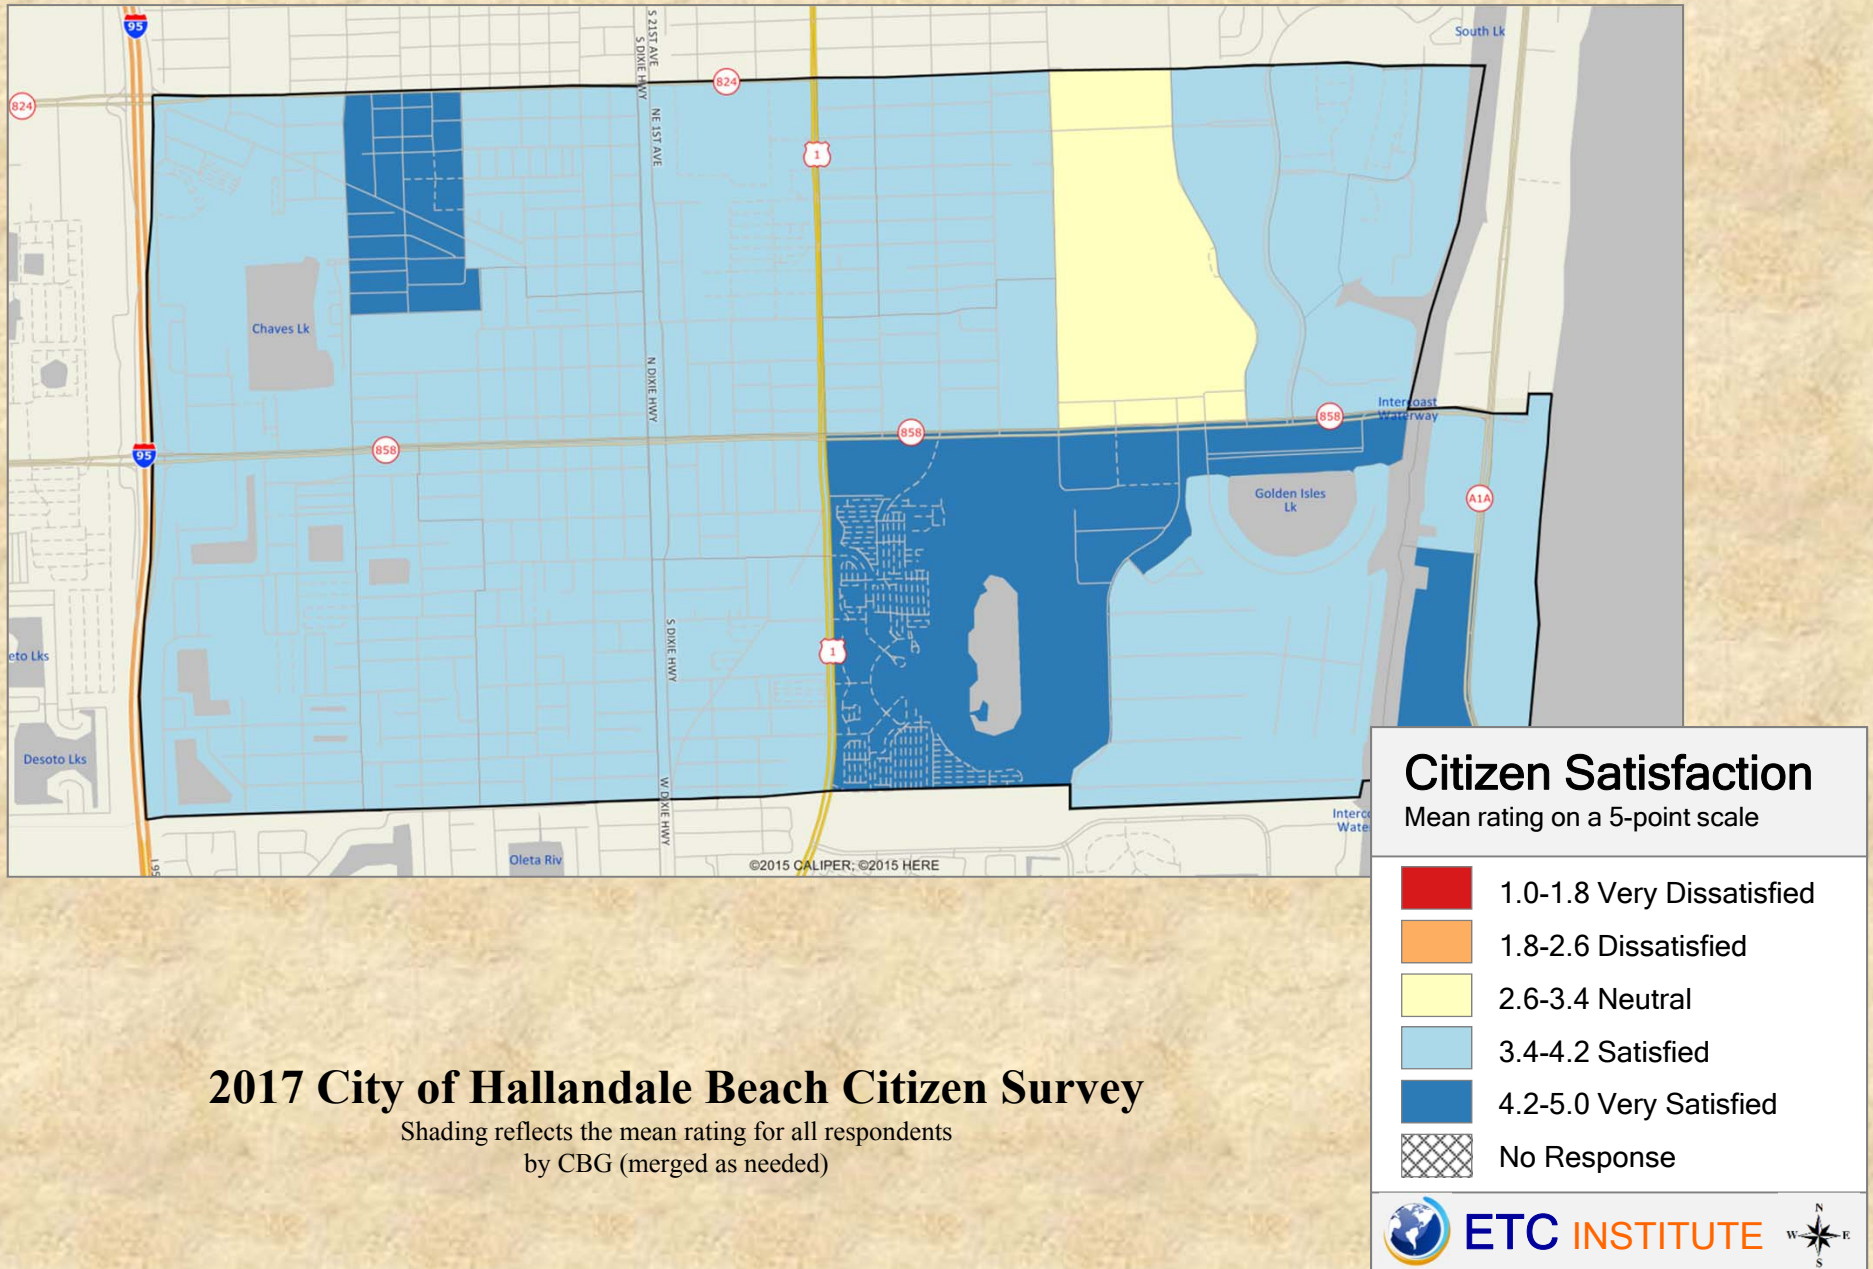 95
S 21ST AVE
S DIXIE HWY
South Lk
824
824
NE 1ST AVE
1
Chaves Lk
N DIXIE HWY
Intercoast
Waterway
858
858
858
95
Golden Isles
Lk
A1A
S DIXIE HWY
1
eto Lks
Desoto Lks
W DIXIE HWY
Interco
Wate
Oleta Riv
I 95
©2015 CALIPER; ©2015 HERE
Citizen Satisfaction
Mean rating on a 5-point scale
1.0-1.8 Very Dissatisfied
1.8-2.6 Dissatisfied
2.6-3.4 Neutral
3.4-4.2 Satisfied
4.2-5.0 Very Satisfied
No Response
2017 City of Hallandale Beach Citizen Survey
Shading reflects the mean rating for all respondents
by CBG (merged as needed)
ETC INSTITUTE
N
W E
S